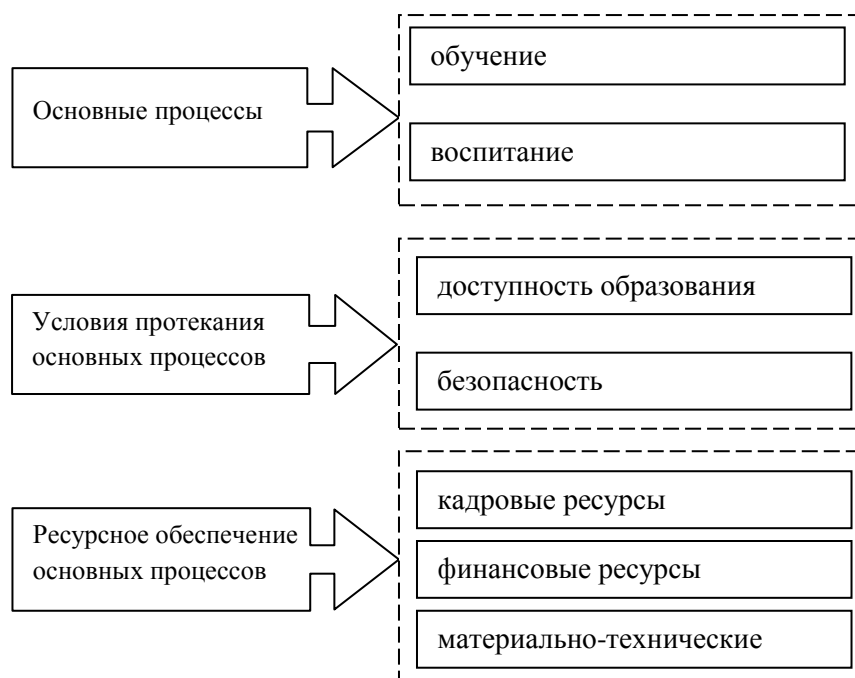 Основные процессы
обучение
воспитание
Условия протекания
основных процессов
доступность образования
безопасность
Ресурсное обеспечение
основных процессов
кадровые ресурсы
финансовые ресурсы
материально-технические